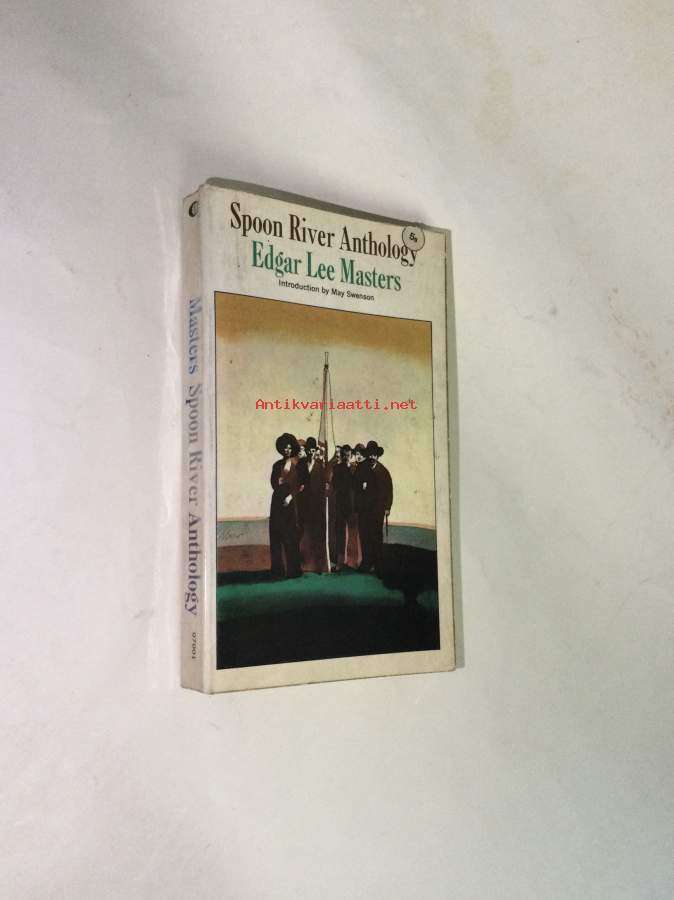 Spoon River Anthology
Edgar Lee Masters
Introduction by May Swenson
Antikvariaatti.net
Masters Spoon River Anthology 07001